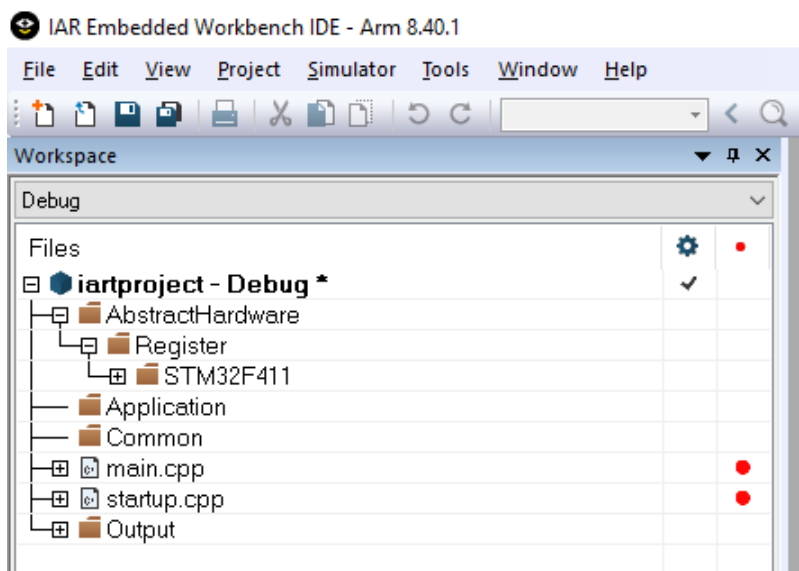 IAR Embedded Workbench IDE - Arm 8.40.1
File Edit View Project Simulator Tools Window Help
Workspace
Debug
Files
iartproject - Debug *
AbstractHardware
Register
STM32F411
Application
Common
main.cpp
startup.cpp
Output